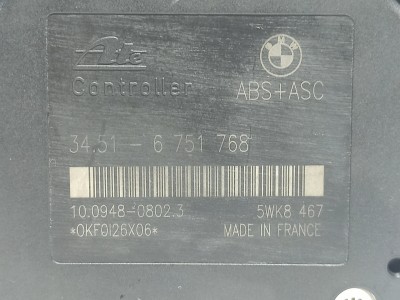 Ate
BMW
Controller ABS+ASC
34.51 - 6 751 768
10.0948-0802.3 5WK8 467
*0KF0126X06* MADE IN FRANCE